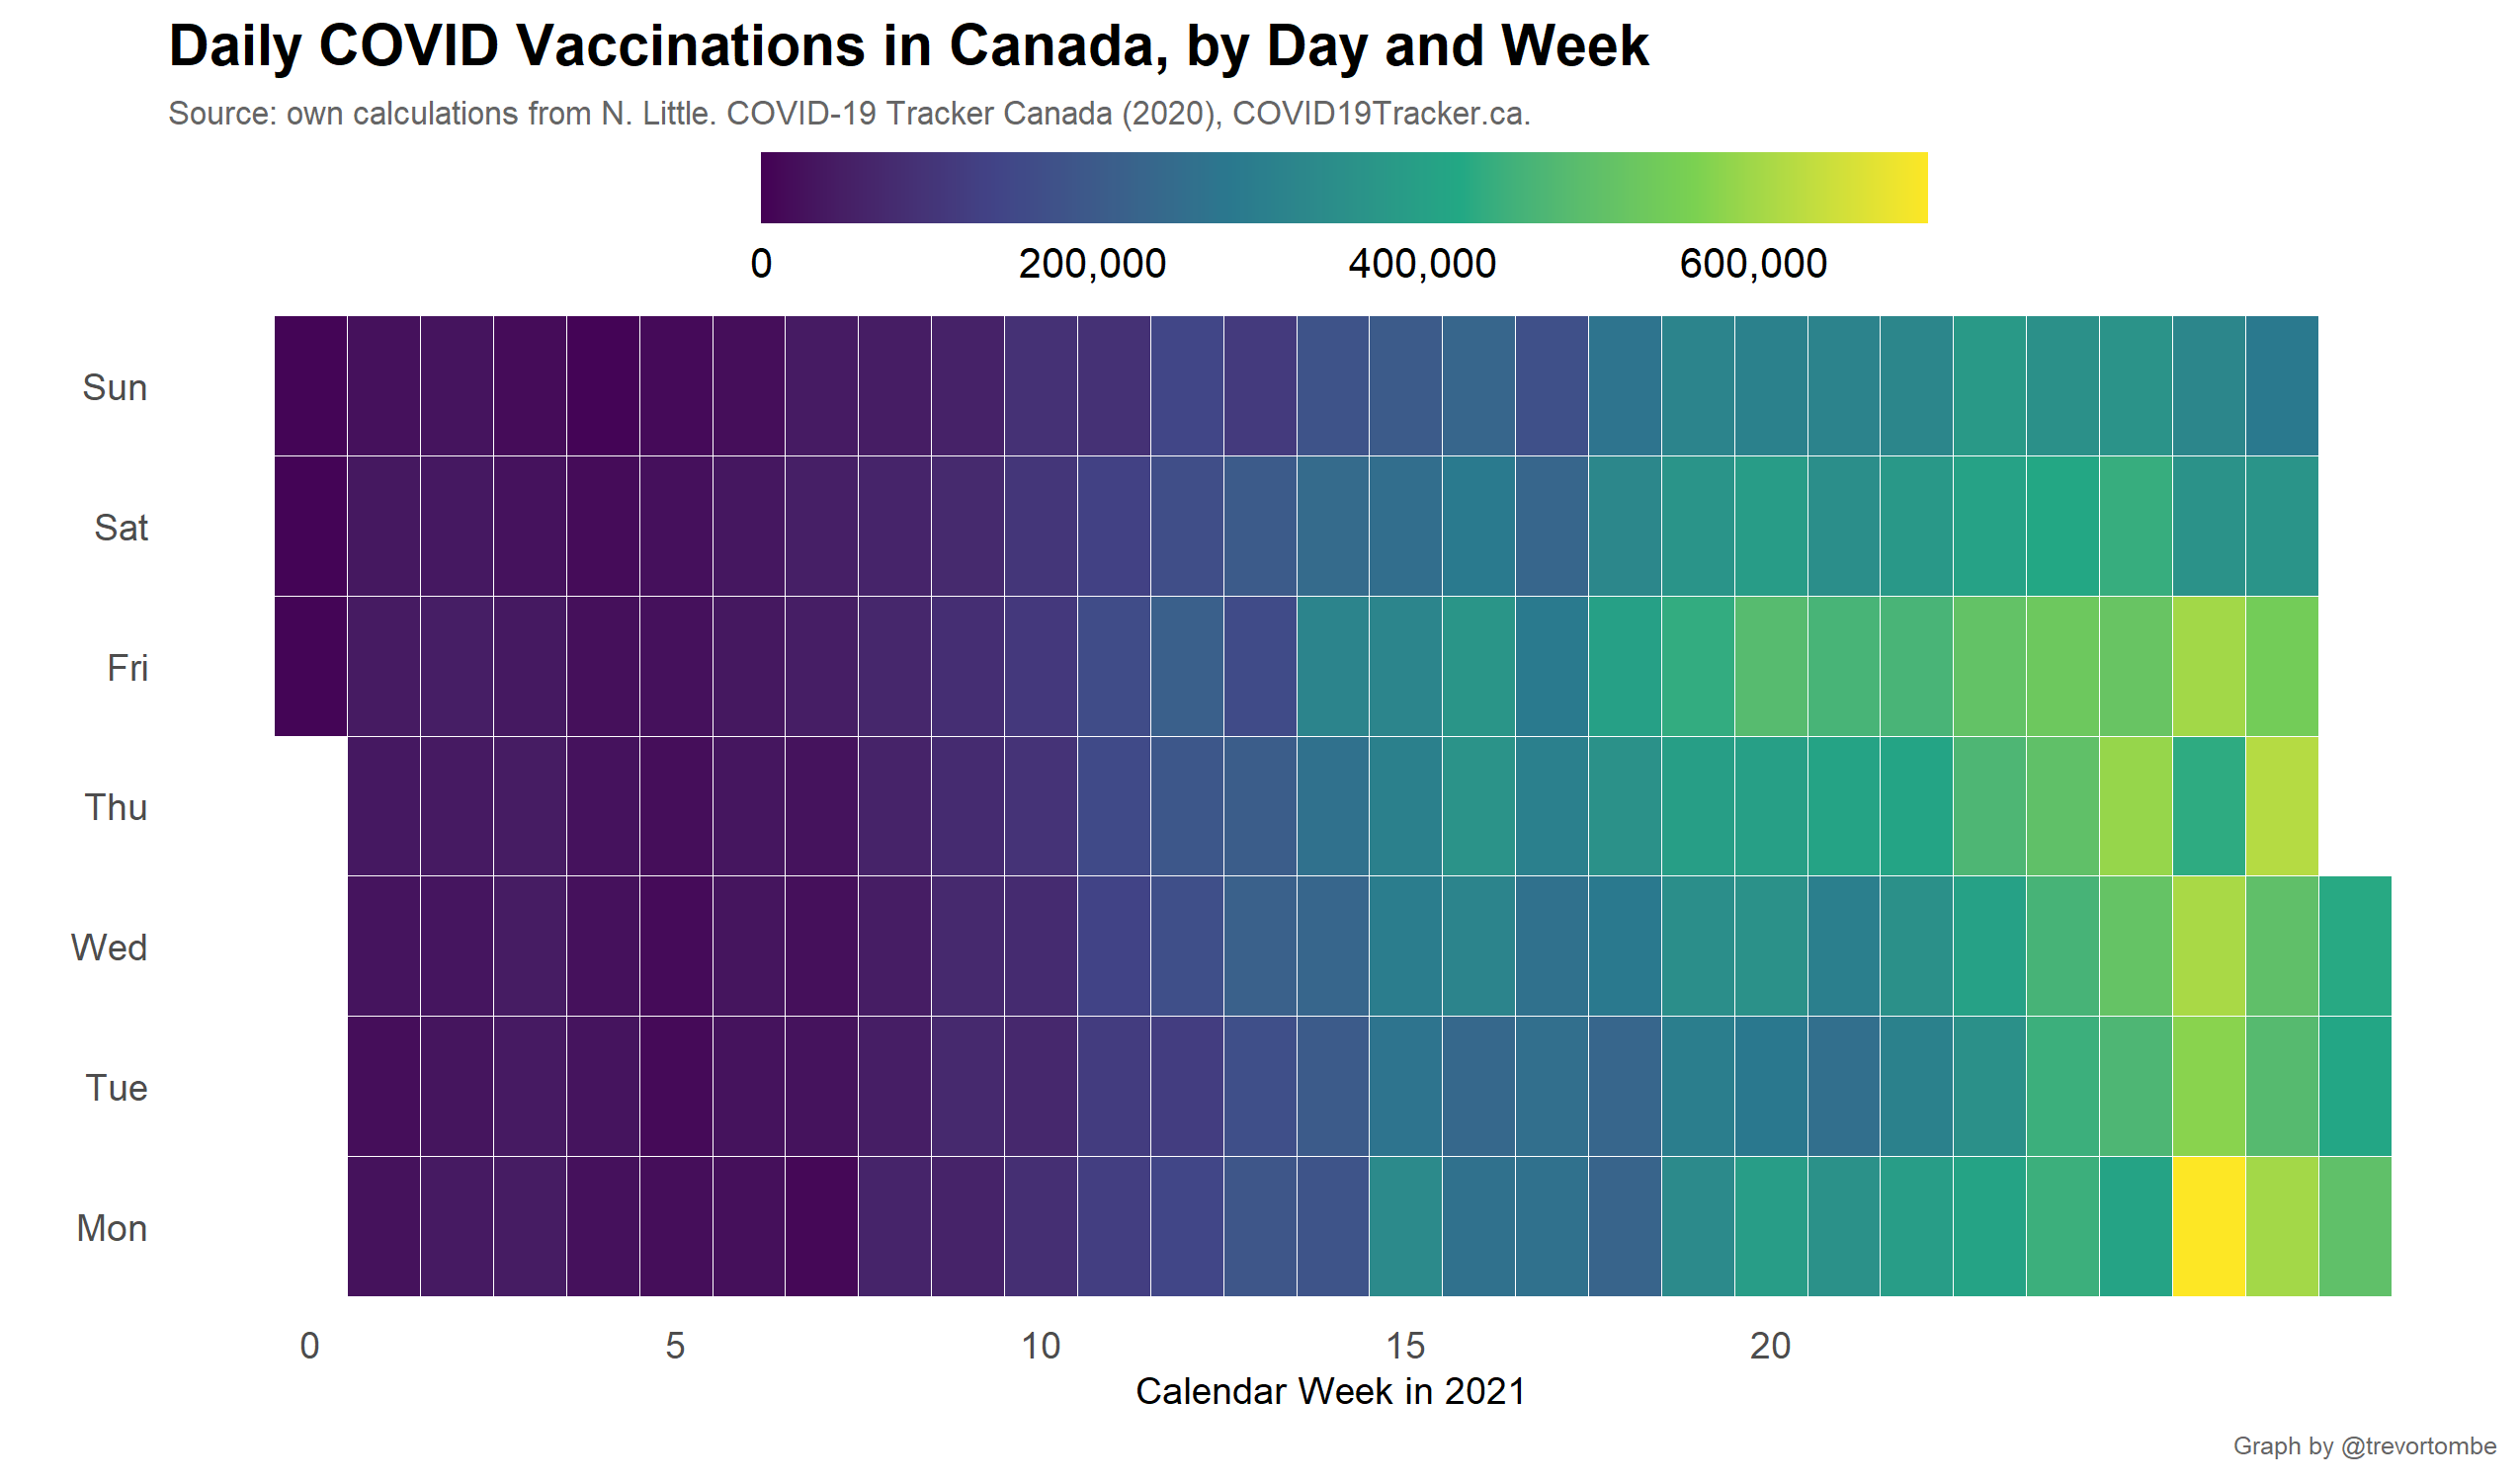 Daily COVID Vaccinations in Canada, by Day and Week
Source: own calculations from N. Little. COVID-19 Tracker Canada (2020), COVID19Tracker.ca.
0 200,000 400,000 600,000
Sun
Sat
Fri
Thu
Wed
Tue
Mon
0 5 10 15 20
Calendar Week in 2021
Graph by @trevortombe